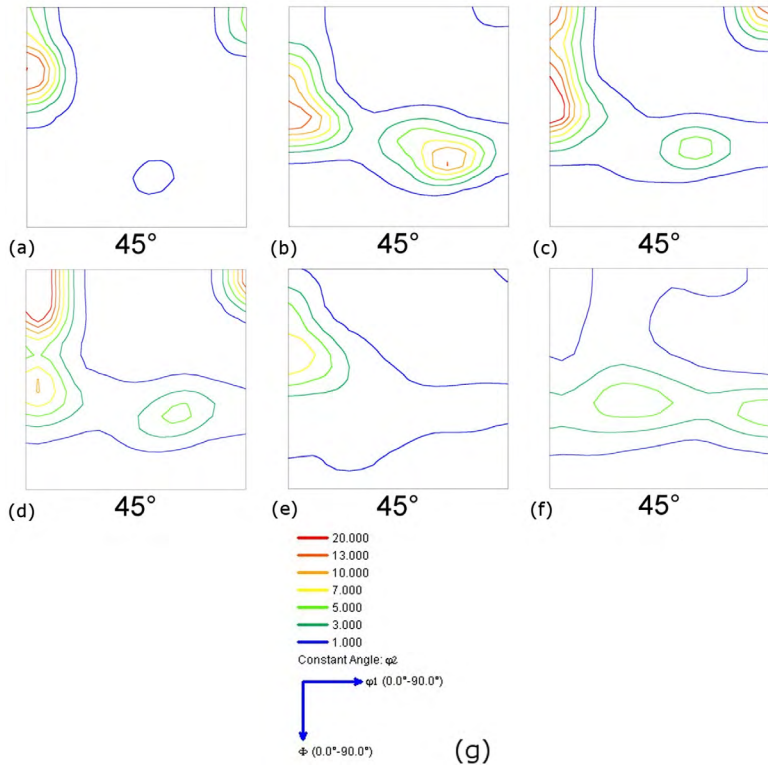 (a) 45° (b) 45° (c) 45°
(d) 45° (e) 45° (f) 45°
20.000
13.000
10.000
7.000
5.000
3.000
1.000
Constant Angle: φ2
φ1 (0.0°-90.0°)
Φ (0.0°-90.0°)
(g)